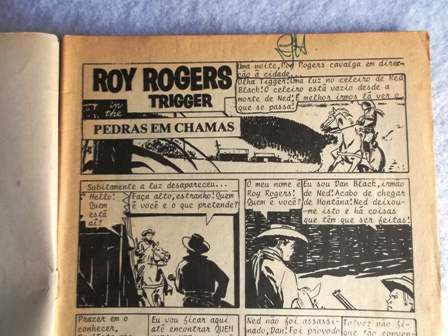 ROY ROGERS
TRIGGER
in
the
PEDRAS EM CHAMAS
Uma noite, Roy Rogers cavalga em dire-
ção à cidade...
Olha Trigger! Uma luz no celeiro de Ned
Black! O celeiro está vazio desde a
morte de Ned! É melhor irmos lá ver o
que se passa!
Subitamente a luz desapareceu...
Hello!
Quem
está
aí?
Faça alto, estranho! Quem
é você e o que pretende?
O meu nome é
Roy Rogers!
Quem é você?
Eu sou Dan Black, irmão
de Ned! Acabo de chegar
de Montana! Ned deixou-
me isto e há coisas
que têm que ser feitas!
Prazer em o
conhecer,
Eu vou ficar aqui
até encontrar QUEM
Ned não foi assassi-
nado, Dan! Foi provado
Talvez não fi-
que tão conven-